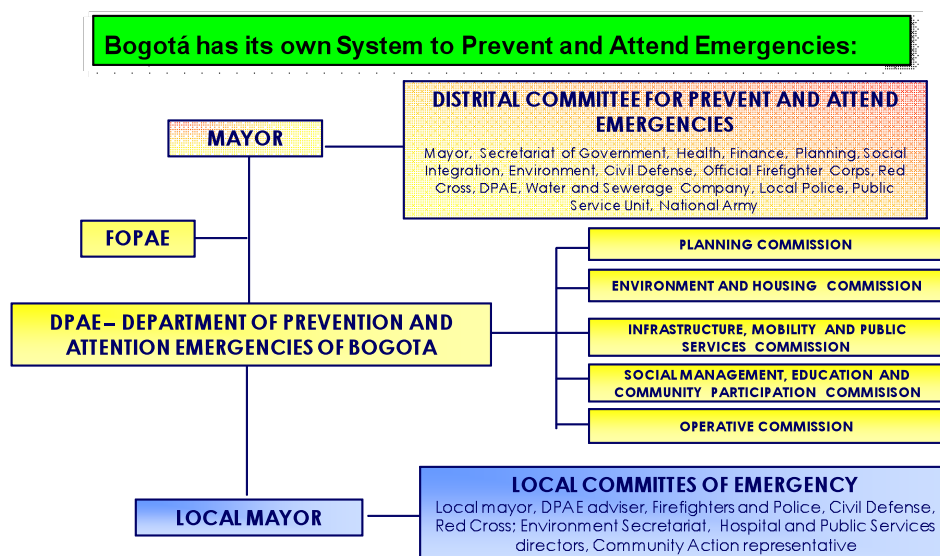 Bogotá has its own System to Prevent and Attend Emergencies:
DISTRITAL COMMITTEE FOR PREVENT AND ATTEND
EMERGENCIES
Mayor, Secretariat of Government, Health, Finance, Planning, Social
Integration, Environment, Civil Defense, Official Firefighter Corps, Red
Cross, DPAE, Water and Sewerage Company, Local Police, Public
Service Unit, National Army
MAYOR
FOPAE
DPAE– DEPARTMENT OF PREVENTION AND
ATTENTION EMERGENCIES OF BOGOTA
PLANNING COMMISSION
ENVIRONMENT AND HOUSING COMMISSION
INFRASTRUCTURE, MOBILITY AND PUBLIC
SERVICES COMMISSION
SOCIAL MANAGEMENT, EDUCATION AND
COMMUNITY PARTICIPATION COMMISISON
OPERATIVE COMMISSION
LOCAL MAYOR
LOCAL COMMITTES OF EMERGENCY
Local mayor, DPAE adviser, Firefighters and Police, Civil Defense,
Red Cross; Environment Secretariat, Hospital and Public Services
directors, Community Action representative